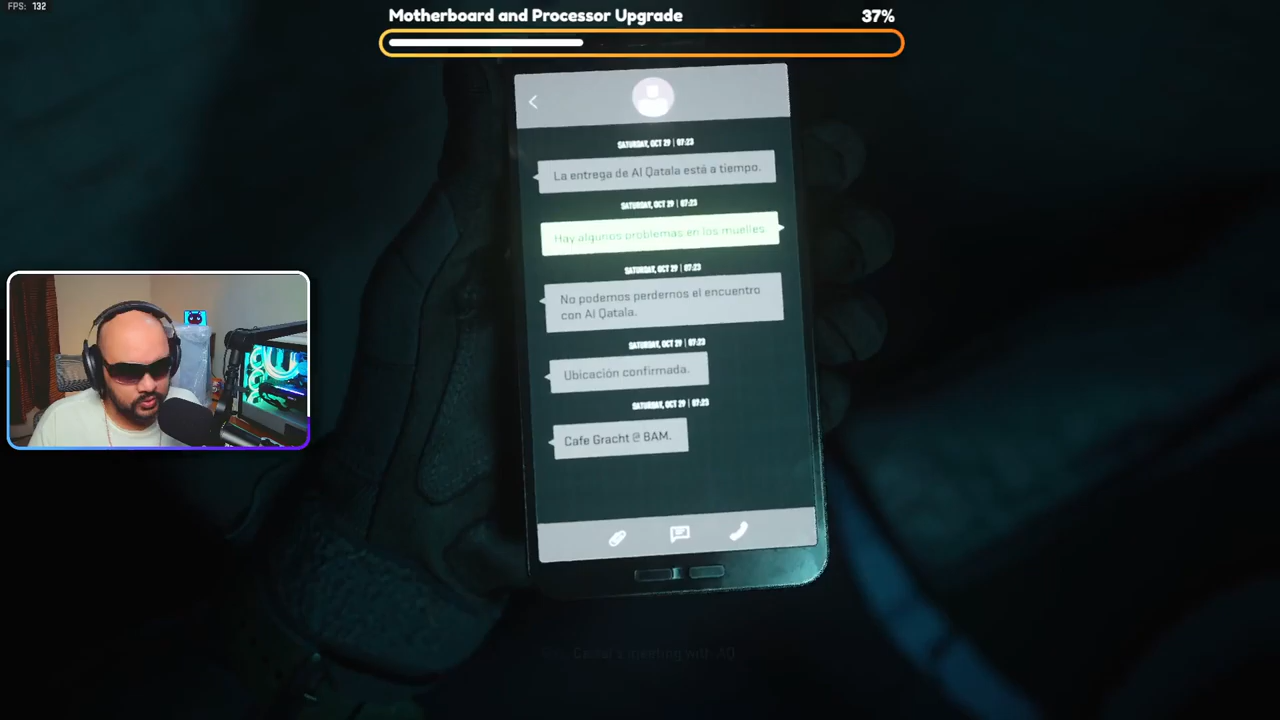 FPS: 132
Motherboard and Processor Upgrade 37%
SATURDAY, OCT 29 | 07:23
La entrega de Al Qatala está a tiempo.
SATURDAY, OCT 29 | 07:23
Hay algunos problemas en los muelles
SATURDAY, OCT 29 | 07:23
No podemos perdernos el encuentro
con Al Qatala.
SATURDAY, OCT 29 | 07:23
Ubicación confirmada.
SATURDAY, OCT 29 | 07:23
Cafe Gracht @ 8AM.
meeting with AQ